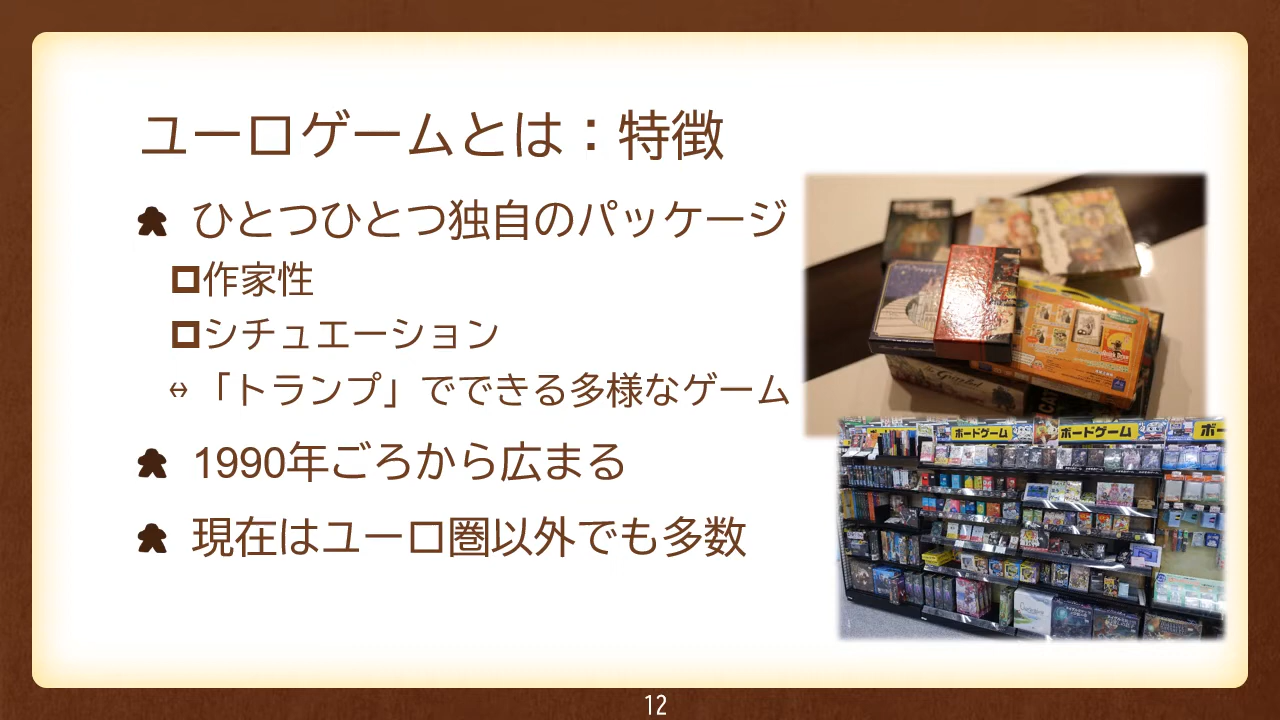 ユーロゲームとは：特徴
ひとつひとつ独自のパッケージ
作家性
シチュエーション
⇔「トランプ」でできる多様なゲーム
1990年ごろから広まる
現在はユーロ圏以外でも多数
ボードゲーム
ボードゲーム
12